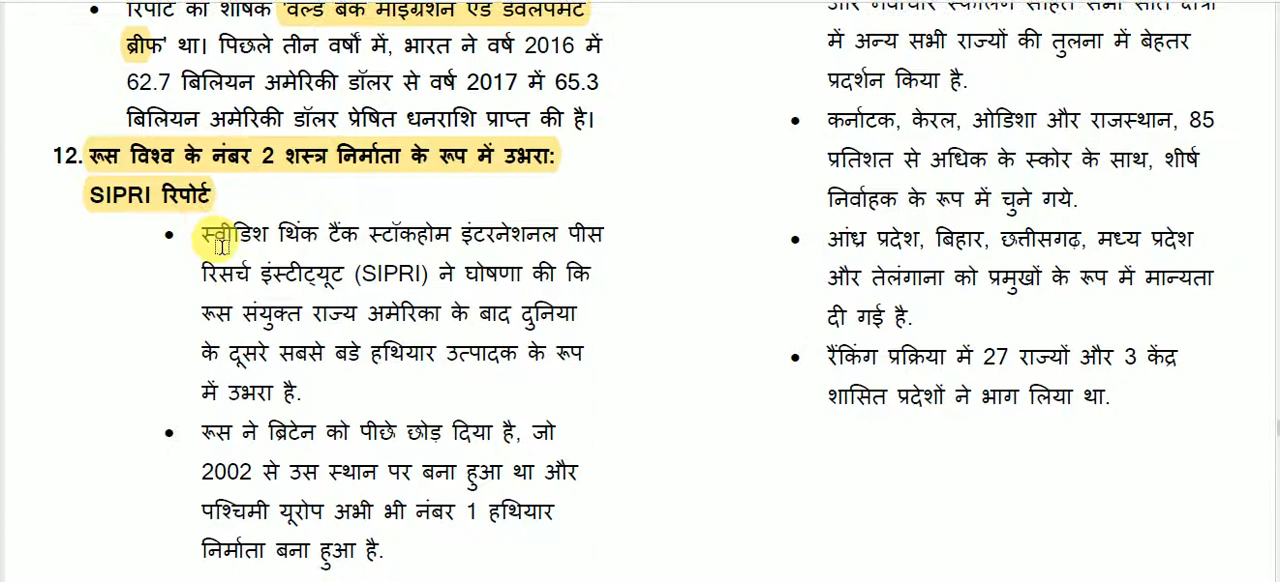 रिपोर्ट का शीर्षक 'वर्ल्ड बैंक माइग्रेशन एंड डेवलपमेंट
ब्रीफ' था। पिछले तीन वर्षों में, भारत ने वर्ष 2016 में
62.7 बिलियन अमेरिकी डॉलर से वर्ष 2017 में 65.3
बिलियन अमेरिकी डॉलर प्रेषित धनराशि प्राप्त की है।
12. रूस विश्व के नंबर 2 शस्त्र निर्माता के रूप में उभरा:
SIPRI रिपोर्ट
• स्वीडिश थिंक टैंक स्टॉकहोम इंटरनेशनल पीस
रिसर्च इंस्टीट्यूट (SIPRI) ने घोषणा की कि
रूस संयुक्त राज्य अमेरिका के बाद दुनिया
के दूसरे सबसे बडे हथियार उत्पादक के रूप
में उभरा है.
• रूस ने ब्रिटेन को पीछे छोड़ दिया है, जो
2002 से उस स्थान पर बना हुआ था और
पश्चिमी यूरोप अभी भी नंबर 1 हथियार
निर्माता बना हुआ है.
में अन्य सभी राज्यों की तुलना में बेहतर
प्रदर्शन किया है.
• कर्नाटक, केरल, ओडिशा और राजस्थान, 85
प्रतिशत से अधिक के स्कोर के साथ, शीर्ष
निर्वाहक के रूप में चुने गये.
• आंध्र प्रदेश, बिहार, छत्तीसगढ़, मध्य प्रदेश
और तेलंगाना को प्रमुखों के रूप में मान्यता
दी गई है.
• रैंकिंग प्रक्रिया में 27 राज्यों और 3 केंद्र
शासित प्रदेशों ने भाग लिया था.